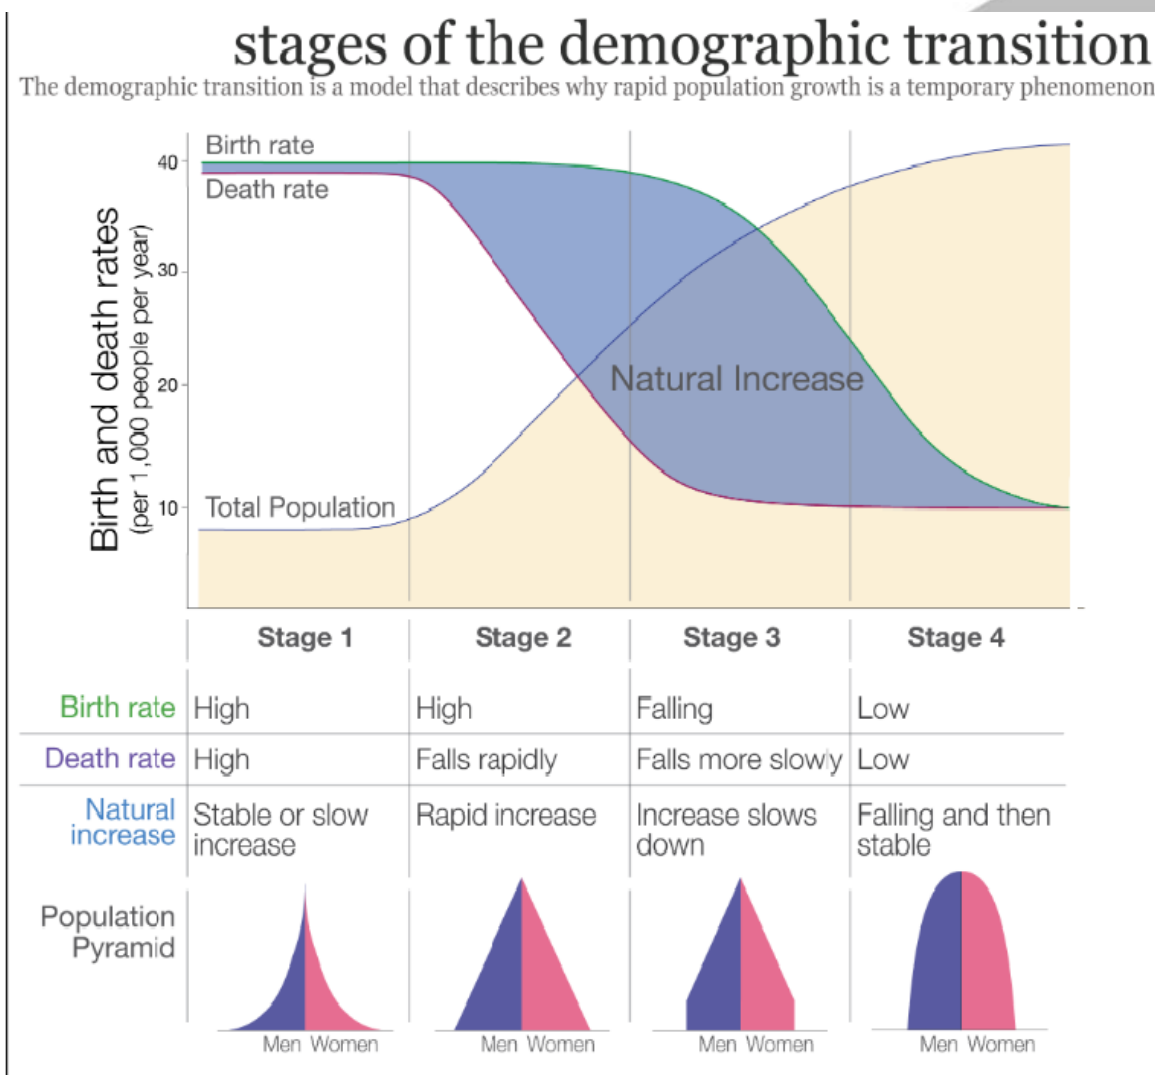 stages of the demographic transition
The demographic transition is a model that describes why rapid population growth is a temporary phenomenon
Birth rate
Death rate
40
30
20
10
Birth and death rates
(per 1,000 people per year)
Natural Increase
Total Population
Stage 1
Stage 2
Stage 3
Stage 4
Birth rate
High
High
Falling
Low
Death rate
High
Falls rapidly
Falls more slowly
Low
Natural
increase
Stable or slow
increase
Rapid increase
Increase slows
down
Falling and then
stable
Population
Pyramid
Men Women
Men Women
Men Women
Men Women